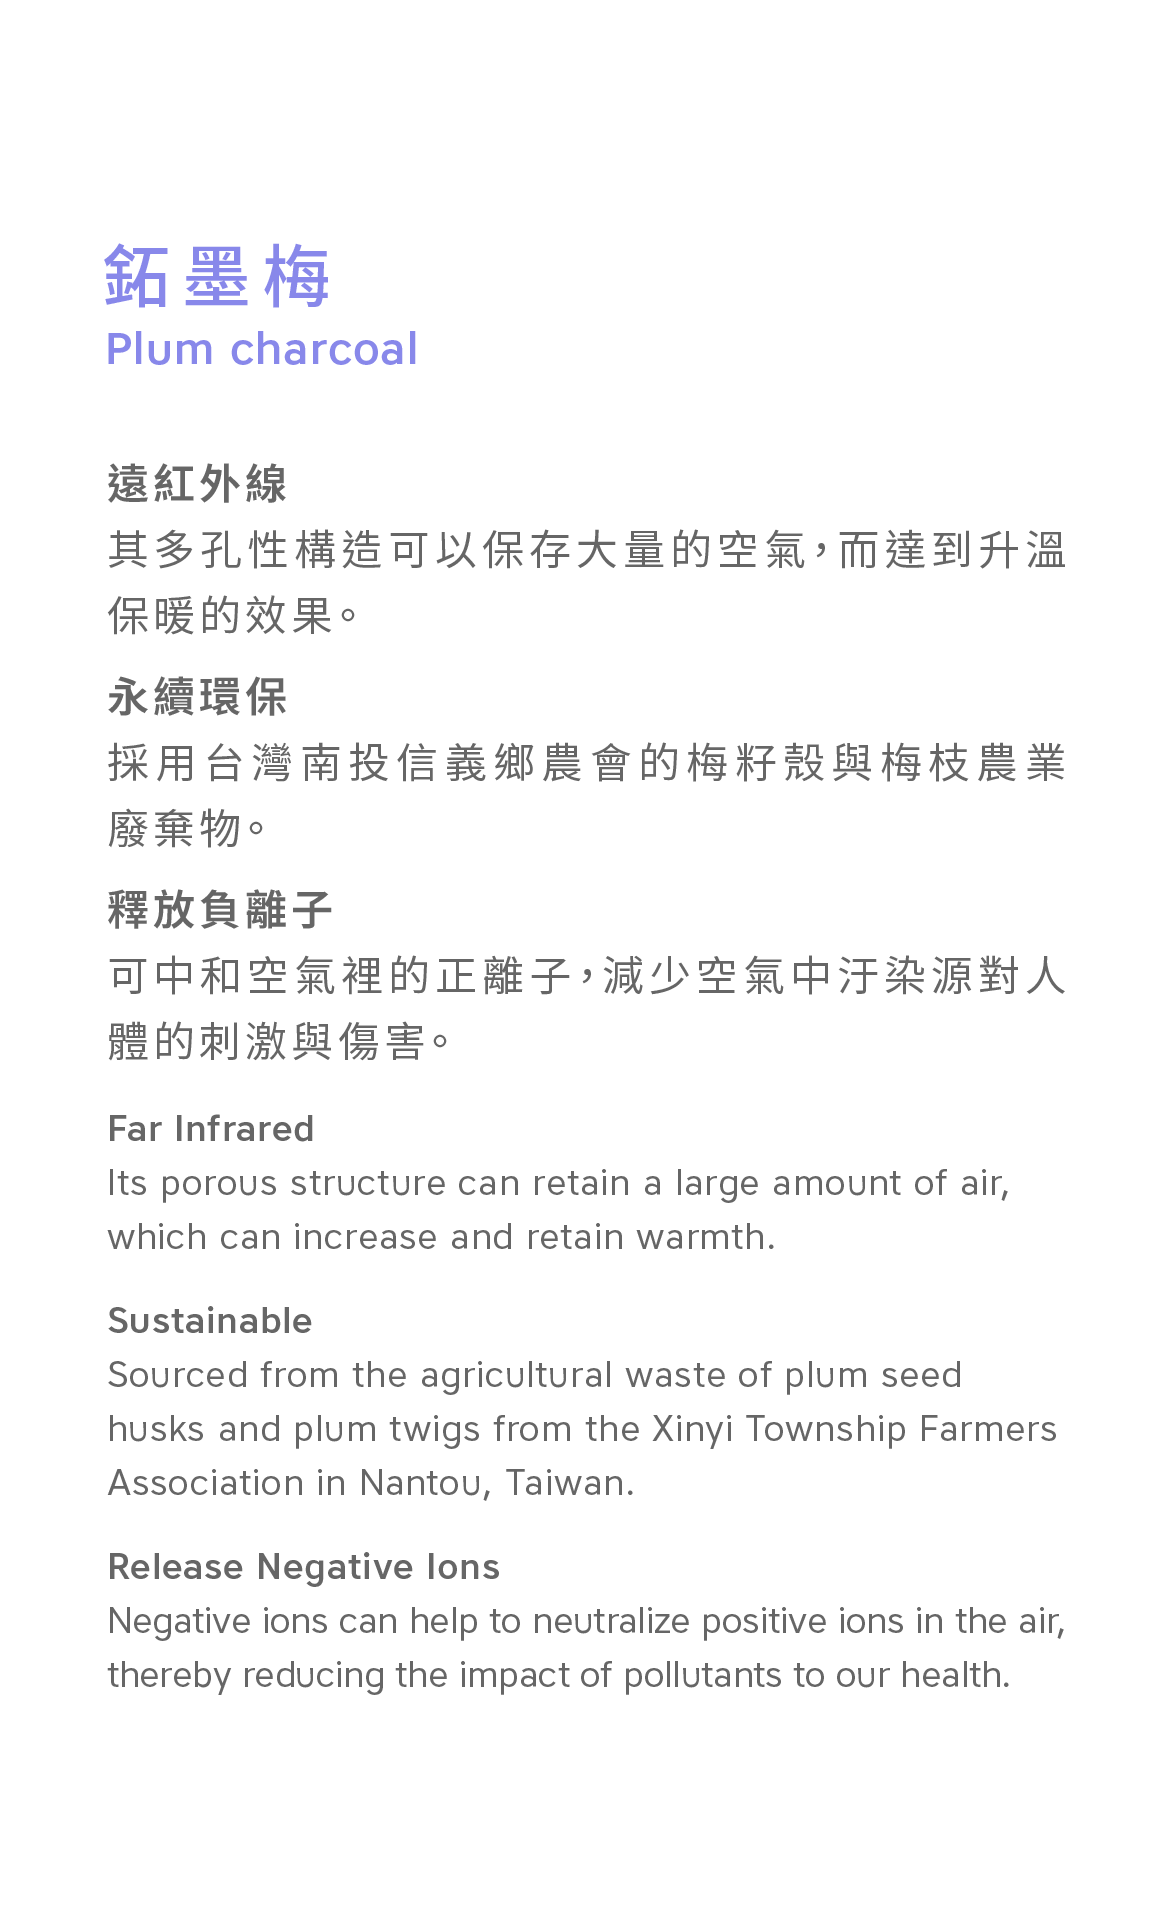 鉐墨梅
Plum charcoal
遠紅外線
其多孔性構造可以保存大量的空氣，而達到升溫
保暖的效果。
永續環保
採用台灣南投信義鄉農會的梅籽殼與梅枝農業
廢棄物。
釋放負離子
可中和空氣裡的正離子，減少空氣中汙染源對人
體的刺激與傷害。
Far Infrared
Its porous structure can retain a large amount of air,
which can increase and retain warmth.
Sustainable
Sourced from the agricultural waste of plum seed
husks and plum twigs from the Xinyi Township Farmers
Association in Nantou, Taiwan.
Release Negative Ions
Negative ions can help to neutralize positive ions in the air,
thereby reducing the impact of pollutants to our health.